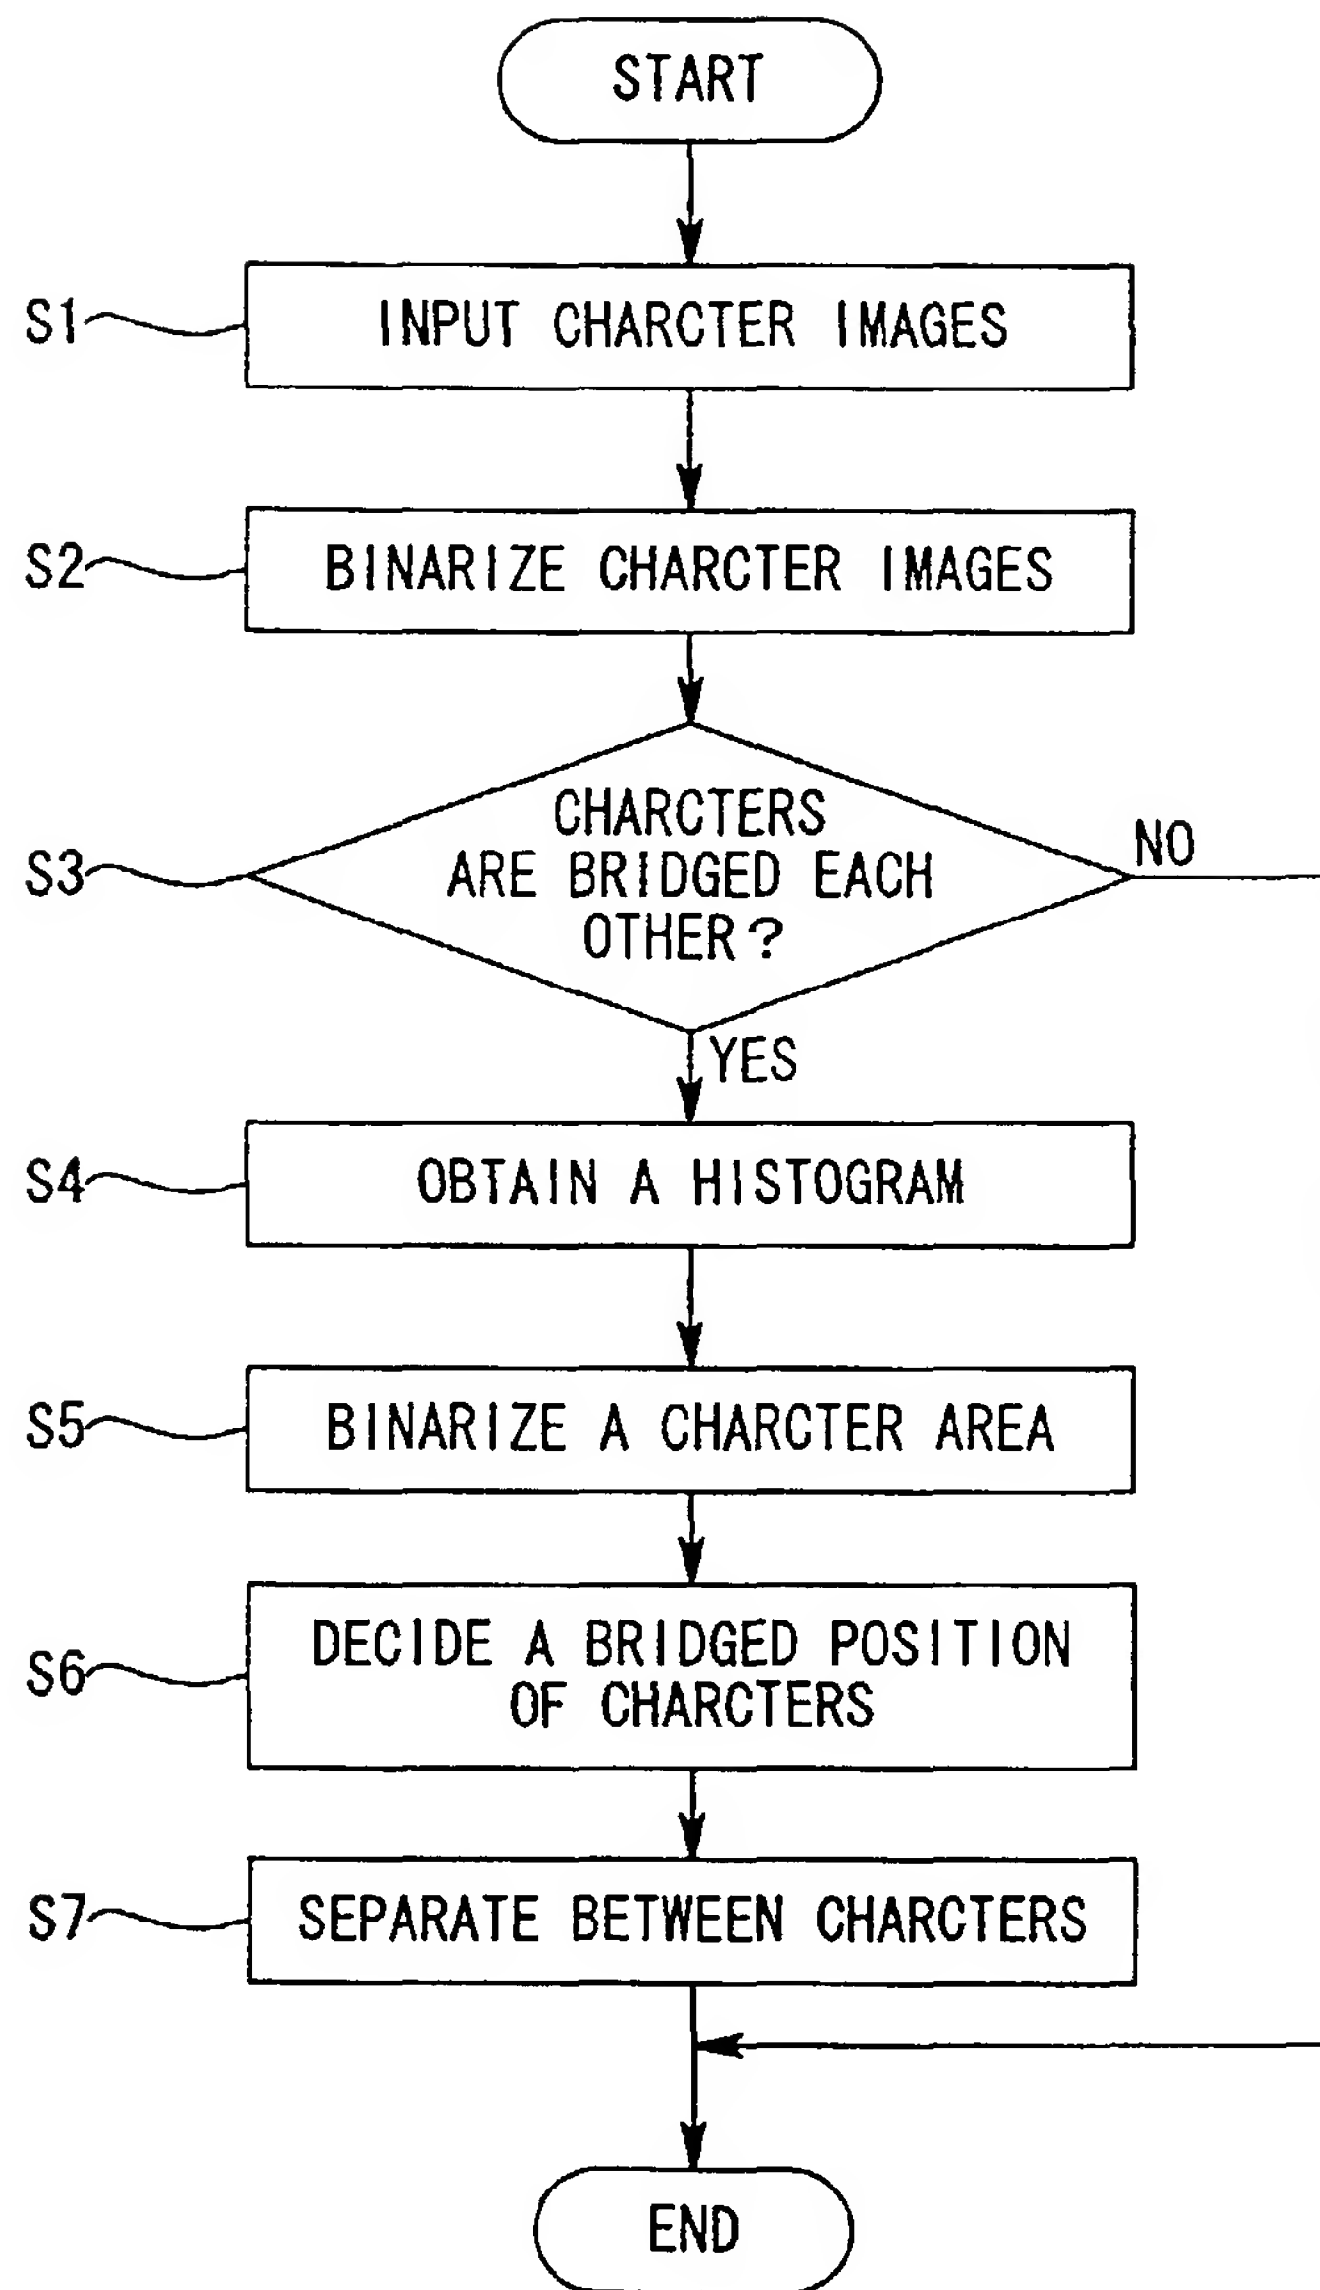 START
S1
INPUT CHARCTER IMAGES
S2
BINARIZE CHARCTER IMAGES
S3
CHARCTERS
ARE BRIDGED EACH
OTHER?
NO
YES
S4
OBTAIN A HISTOGRAM
S5
BINARIZE A CHARCTER AREA
S6
DECIDE A BRIDGED POSITION
OF CHARCTERS
S7
SEPARATE BETWEEN CHARCTERS
END